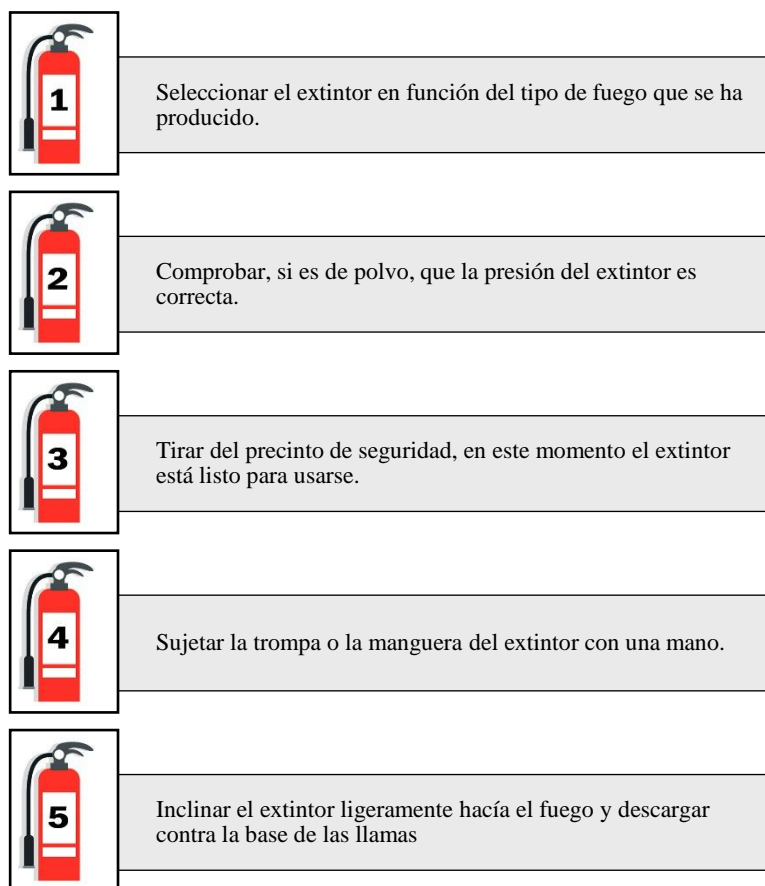 1
Seleccionar el extintor en función del tipo de fuego que se ha
producido.
2
Comprobar, si es de polvo, que la presión del extintor es
correcta.
3
Tirar del precinto de seguridad, en este momento el extintor
está listo para usarse.
4
Sujetar la trompa o la manguera del extintor con una mano.
5
Inclinar el extintor ligeramente hacía el fuego y descargar
contra la base de las llamas